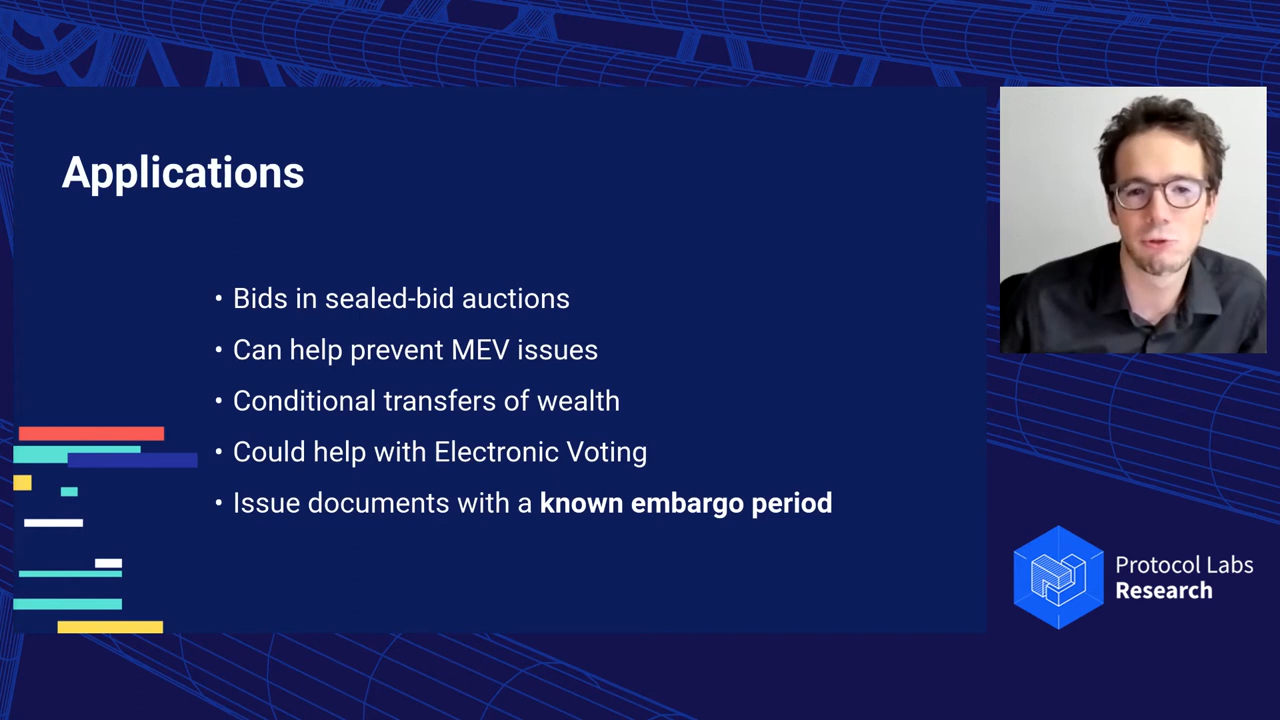 Applications
• Bids in sealed-bid auctions
• Can help prevent MEV issues
• Conditional transfers of wealth
• Could help with Electronic Voting
• Issue documents with a known embargo period
Protocol Labs
Research